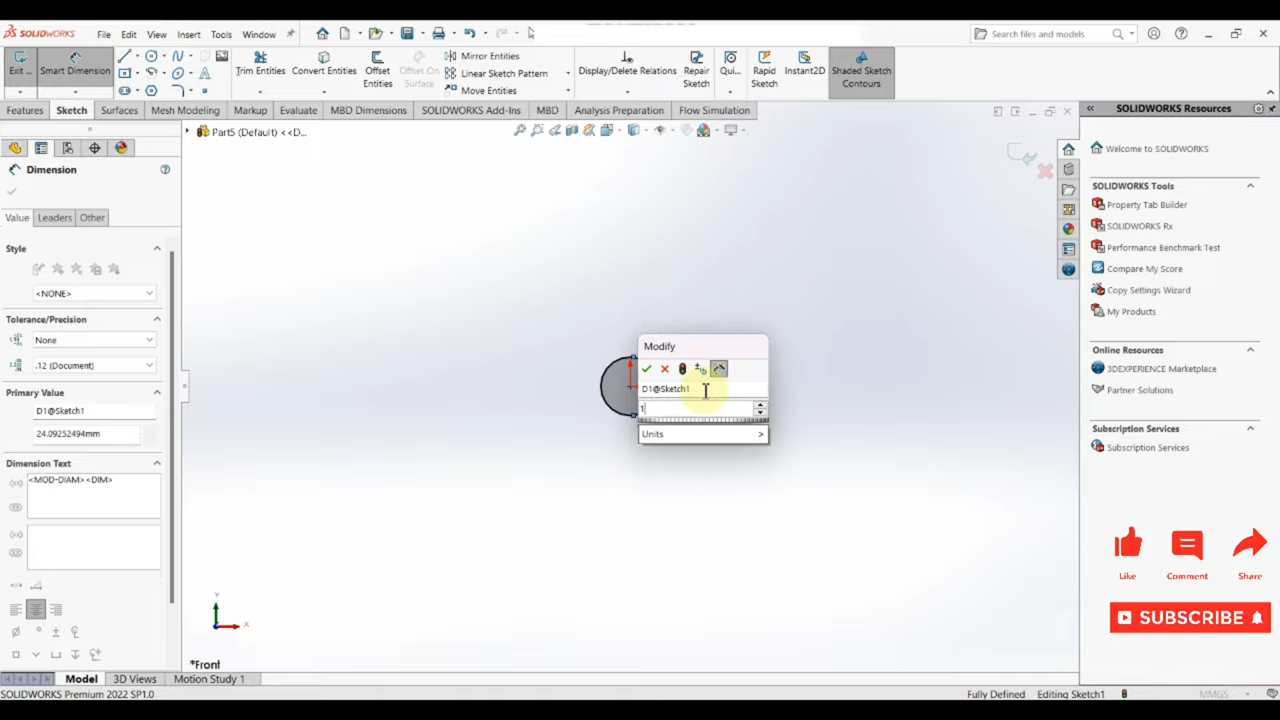 SOLIDWORKS
File Edit View Insert Tools Window
Search files and models
Exit ...
Smart Dimension
Trim Entities
Convert Entities
Offset Entities
Offset On Surface
Mirror Entities
Linear Sketch Pattern
Move Entities
Display/Delete Relations
Repair Sketch
Qui...
Rapid Sketch
Instant2D
Shaded Sketch Contours
Features Sketch Surfaces Mesh Modeling Markup Evaluate MBD Dimensions SOLIDWORKS Add-Ins MBD Analysis Preparation Flow Simulation
Part5 (Default) <<D...
Dimension
Value Leaders Other
Style
<NONE>
Tolerance/Precision
None
.12 (Document)
Primary Value
D1@Sketch1
24.09252494mm
Dimension Text
<MOD-DIAM><DIM>
Modify
D1@Sketch1
1
Units >
Y
X
*Front
SOLIDWORKS Resources
Welcome to SOLIDWORKS
SOLIDWORKS Tools
Property Tab Builder
SOLIDWORKS Rx
Performance Benchmark Test
Compare My Score
Copy Settings Wizard
My Products
Online Resources
3DEXPERIENCE Marketplace
Partner Solutions
Subscription Services
Subscription Services
Like Comment Share
SUBSCRIBE
Model 3D Views Motion Study 1
SOLIDWORKS Premium 2022 SP1.0
Fully Defined Editing Sketch1 MMGS